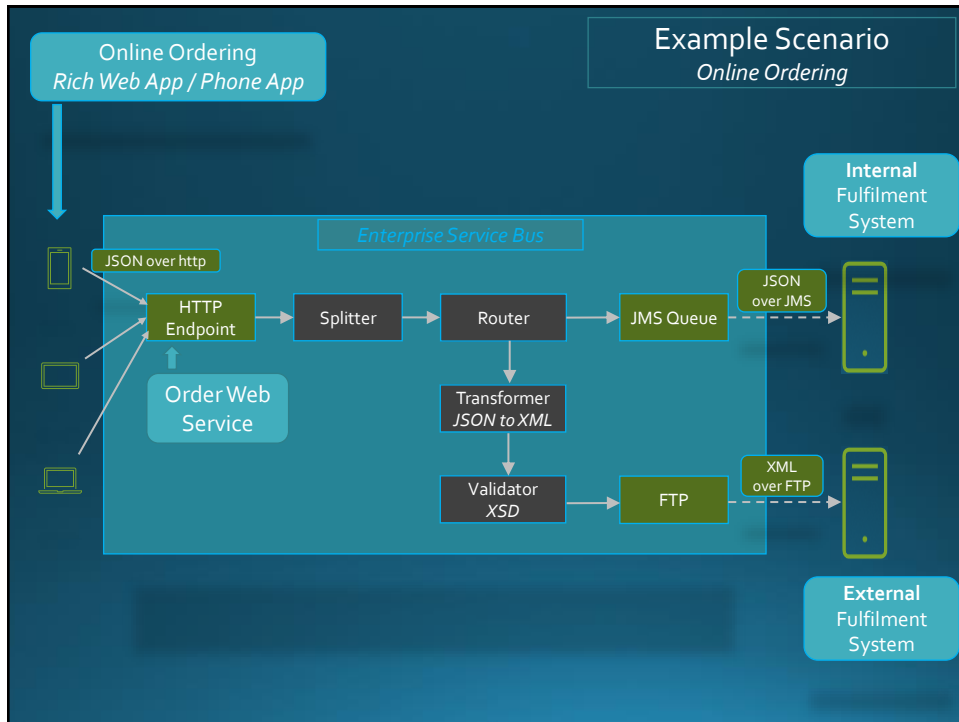 Online Ordering
Rich Web App / Phone App
Example Scenario
Online Ordering
Internal
Fulfilment
System
Enterprise Service Bus
JSON over http
HTTP
Endpoint
Splitter
Router
JMS Queue
JSON
over JMS
Order Web
Service
Transformer
JSON to XML
Validator
XSD
FTP
XML
over FTP
External
Fulfilment
System